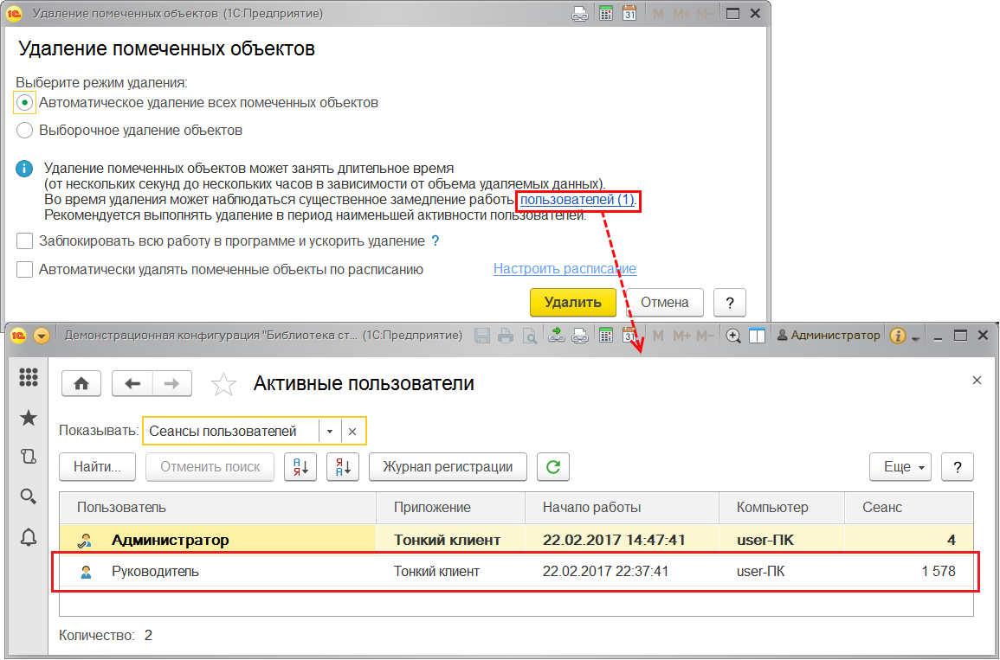 Удаление помеченных объектов (1С:Предприятие)
31 M M+ M−
Удаление помеченных объектов
Выберите режим удаления:
Автоматическое удаление всех помеченных объектов
Выборочное удаление объектов
Удаление помеченных объектов может занять длительное время
(от нескольких секунд до нескольких часов в зависимости от объема удаляемых данных).
Во время удаления может наблюдаться существенное замедление работы пользователей (1).
Рекомендуется выполнять удаление в период наименьшей активности пользователей.
Заблокировать всю работу в программе и ускорить удаление ?
Автоматически удалять помеченные объекты по расписанию Настроить расписание
Удалить Отмена ?
Демонстрационная конфигурация "Библиотека ст... (1С:Предприятие) 31 M M+ M− Администратор
Активные пользователи
Показывать: Сеансы пользователей
Найти... Отменить поиск Журнал регистрации Еще ?
Пользователь Приложение Начало работы Компьютер Сеанс
Администратор Тонкий клиент 22.02.2017 14:47:41 user-ПК 4
Руководитель Тонкий клиент 22.02.2017 22:37:41 user-ПК 1 578
Количество: 2